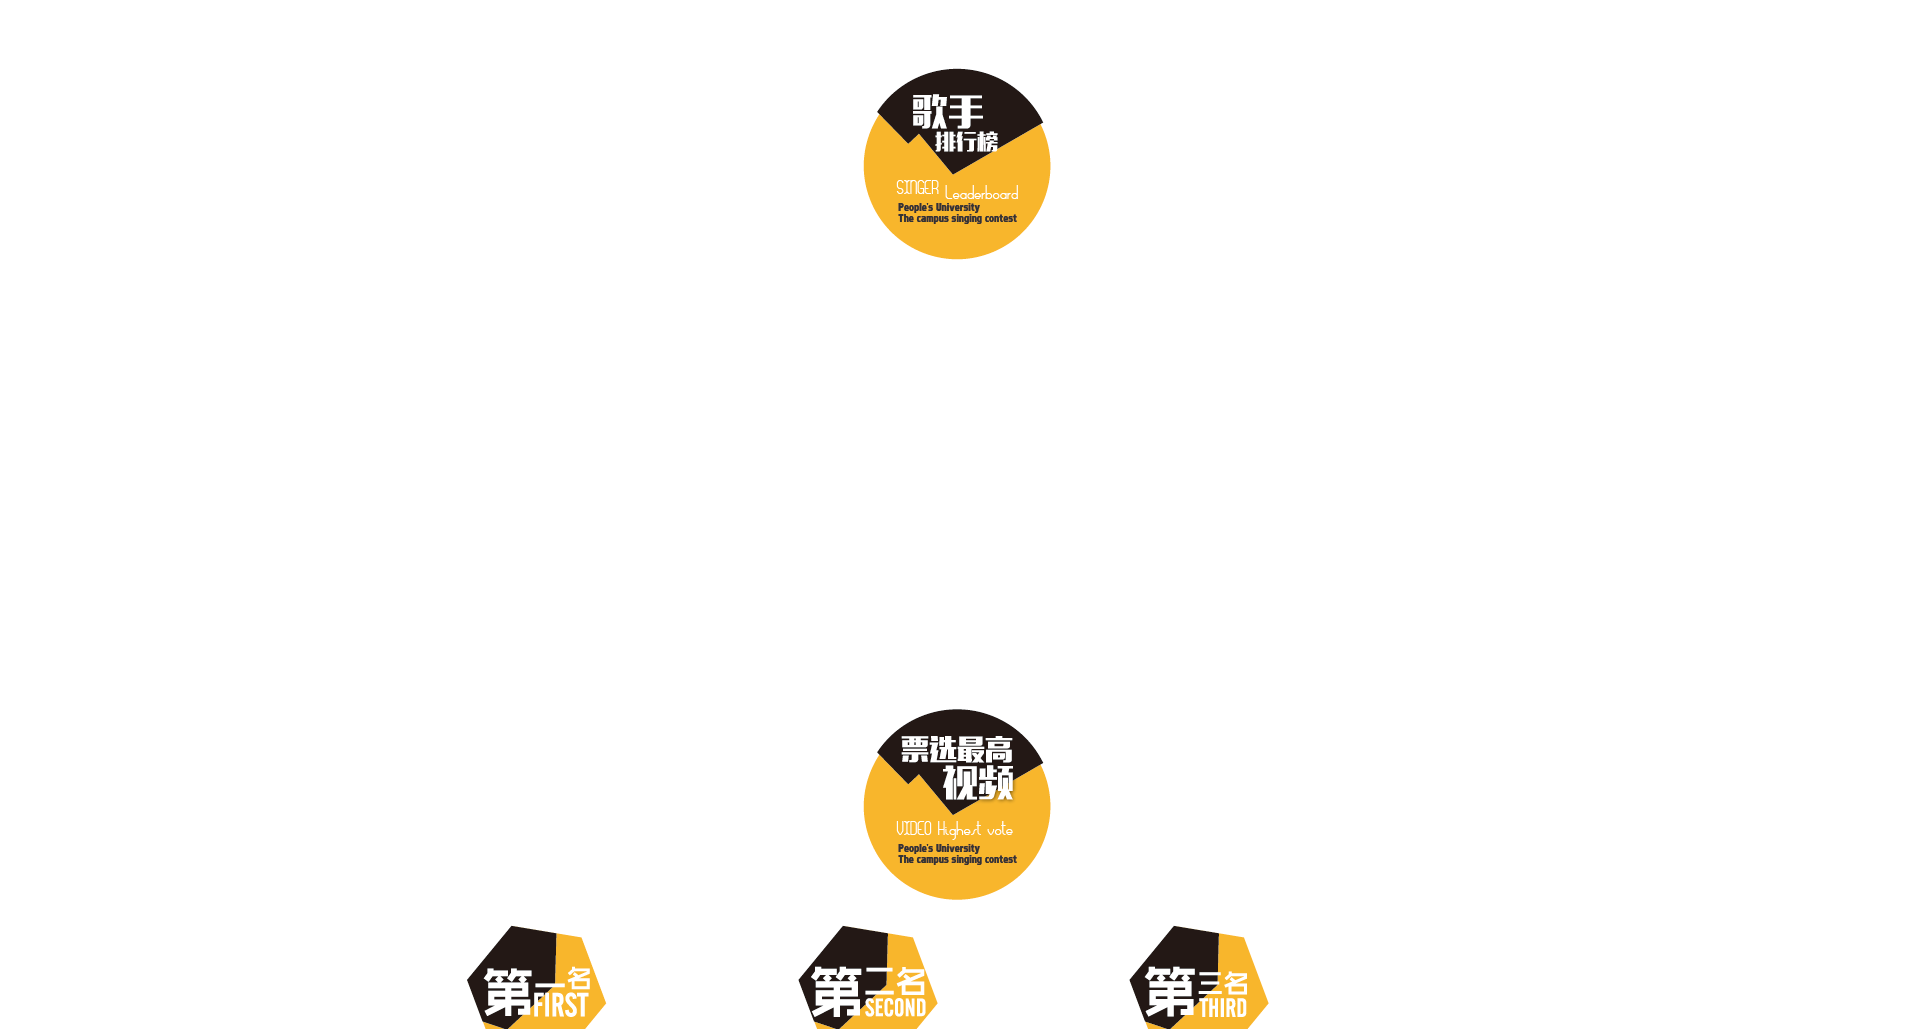 歌手
排行榜
SINGER Leaderboard
People's University
The campus singing contest
票选最高
视频
VIDEO Highest vote
People's University
The campus singing contest
第一名
FIRST
第二名
SECOND
第三名
THIRD